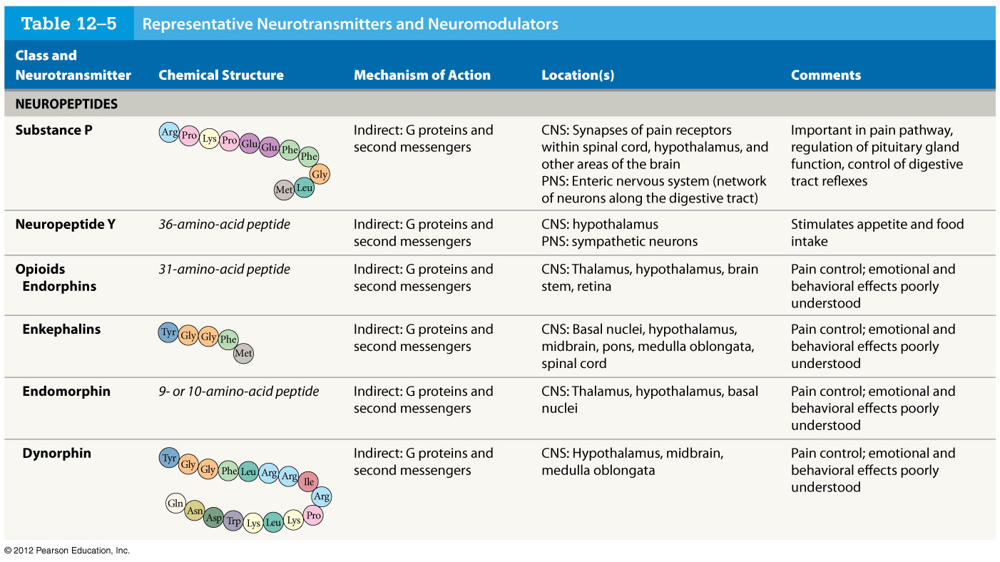 Table 12–5 Representative Neurotransmitters and Neuromodulators
Class and
Neurotransmitter Chemical Structure Mechanism of Action Location(s) Comments
NEUROPEPTIDES
Substance P
Arg Pro Lys Pro Glu Glu Phe Phe Gly Leu Met
Indirect: G proteins and
second messengers
CNS: Synapses of pain receptors
within spinal cord, hypothalamus, and
other areas of the brain
PNS: Enteric nervous system (network
of neurons along the digestive tract)
Important in pain pathway,
regulation of pituitary gland
function, control of digestive
tract reflexes
Neuropeptide Y
36-amino-acid peptide
Indirect: G proteins and
second messengers
CNS: hypothalamus
PNS: sympathetic neurons
Stimulates appetite and food
intake
Opioids
Endorphins
31-amino-acid peptide
Indirect: G proteins and
second messengers
CNS: Thalamus, hypothalamus, brain
stem, retina
Pain control; emotional and
behavioral effects poorly
understood
Enkephalins
Tyr Gly Gly Phe Met
Indirect: G proteins and
second messengers
CNS: Basal nuclei, hypothalamus,
midbrain, pons, medulla oblongata,
spinal cord
Pain control; emotional and
behavioral effects poorly
understood
Endomorphin
9- or 10-amino-acid peptide
Indirect: G proteins and
second messengers
CNS: Thalamus, hypothalamus, basal
nuclei
Pain control; emotional and
behavioral effects poorly
understood
Dynorphin
Tyr Gly Gly Phe Leu Arg Arg Ile Arg Pro Lys Leu Lys Trp Asp Asn Gln
Indirect: G proteins and
second messengers
CNS: Hypothalamus, midbrain,
medulla oblongata
Pain control; emotional and
behavioral effects poorly
understood
© 2012 Pearson Education, Inc.